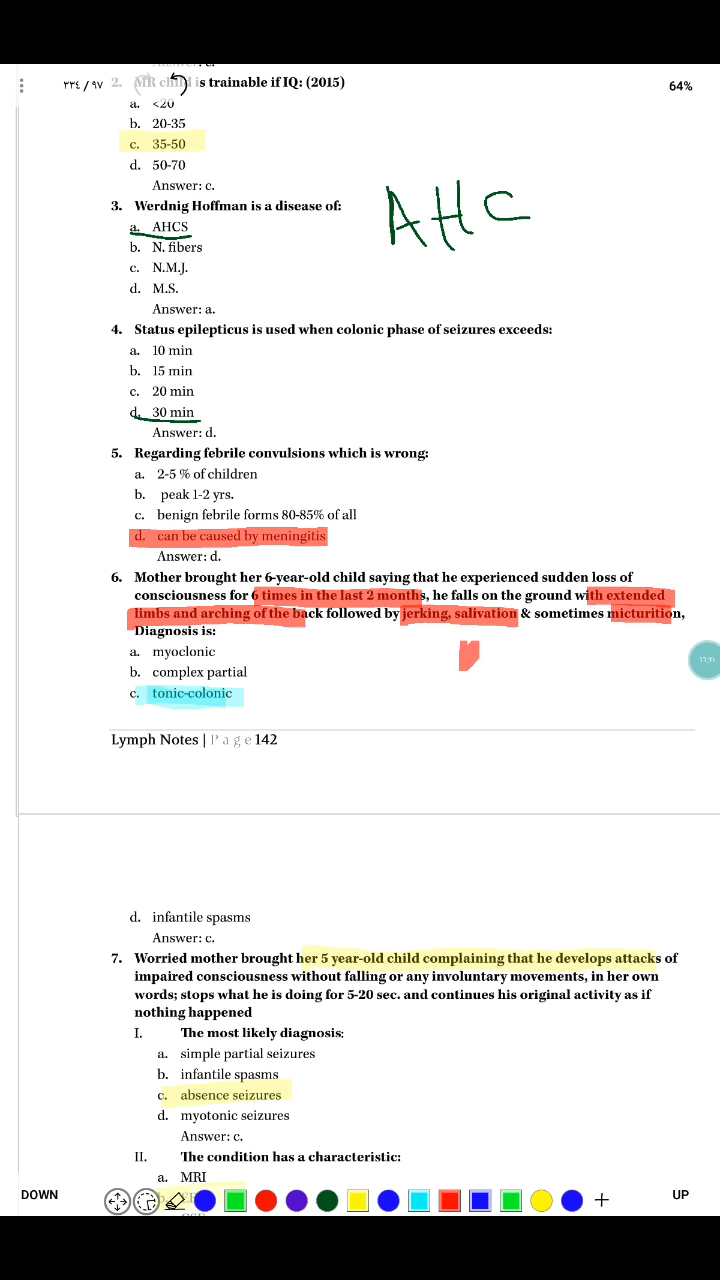 ٣٣٤ / ٩٧
2. MR child is trainable if IQ: (2015)
64%
a. <20
b. 20-35
c. 35-50
d. 50-70
Answer: c.
3. Werdnig Hoffman is a disease of:
AHC
a. AHCS
b. N. fibers
c. N.M.J.
d. M.S.
Answer: a.
4. Status epilepticus is used when colonic phase of seizures exceeds:
a. 10 min
b. 15 min
c. 20 min
d. 30 min
Answer: d.
5. Regarding febrile convulsions which is wrong:
a. 2-5 % of children
b. peak 1-2 yrs.
c. benign febrile forms 80-85% of all
d. can be caused by meningitis
Answer: d.
6. Mother brought her 6-year-old child saying that he experienced sudden loss of
consciousness for 6 times in the last 2 months, he falls on the ground with extended
limbs and arching of the back followed by jerking, salivation & sometimes micturition,
Diagnosis is:
a. myoclonic
b. complex partial
c. tonic-colonic
Lymph Notes | P a g e 142
d. infantile spasms
Answer: c.
7. Worried mother brought her 5 year-old child complaining that he develops attacks of
impaired consciousness without falling or any involuntary movements, in her own
words; stops what he is doing for 5-20 sec. and continues his original activity as if
nothing happened
I. The most likely diagnosis:
a. simple partial seizures
b. infantile spasms
c. absence seizures
d. myotonic seizures
Answer: c.
II. The condition has a characteristic:
a. MRI
DOWN
UP